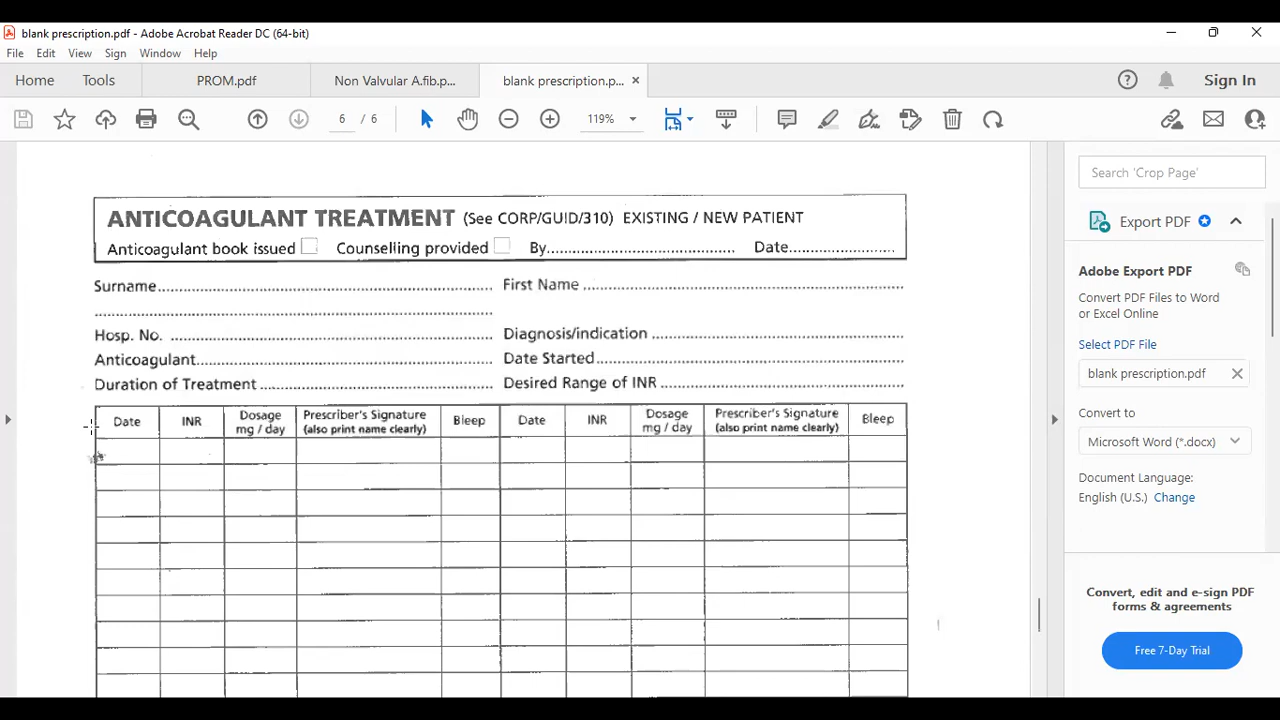 blank prescription.pdf - Adobe Acrobat Reader DC (64-bit)
File Edit View Sign Window Help
Home Tools PROM.pdf Non Valvular A.fib.p... blank prescription.p... Sign In
6 / 6 119%
ANTICOAGULANT TREATMENT (See CORP/GUID/310) EXISTING / NEW PATIENT
Anticoagulant book issued Counselling provided By.......................................... Date........................
Surname................................................................................ First Name ................................................................................
................................................................................
Hosp. No. ................................................................................ Diagnosis/indication ................................................................
Anticoagulant........................................................................ Date Started................................................................................
Duration of Treatment .......................................................... Desired Range of INR ............................................................
Date INR Dosage mg / day Prescriber's Signature (also print name clearly) Bleep Date INR Dosage mg / day Prescriber's Signature (also print name clearly) Bleep
Search 'Crop Page'
Export PDF
Adobe Export PDF
Convert PDF Files to Word
or Excel Online
Select PDF File
blank prescription.pdf
Convert to
Microsoft Word (*.docx)
Document Language:
English (U.S.) Change
Convert, edit and e-sign PDF
forms & agreements
Free 7-Day Trial